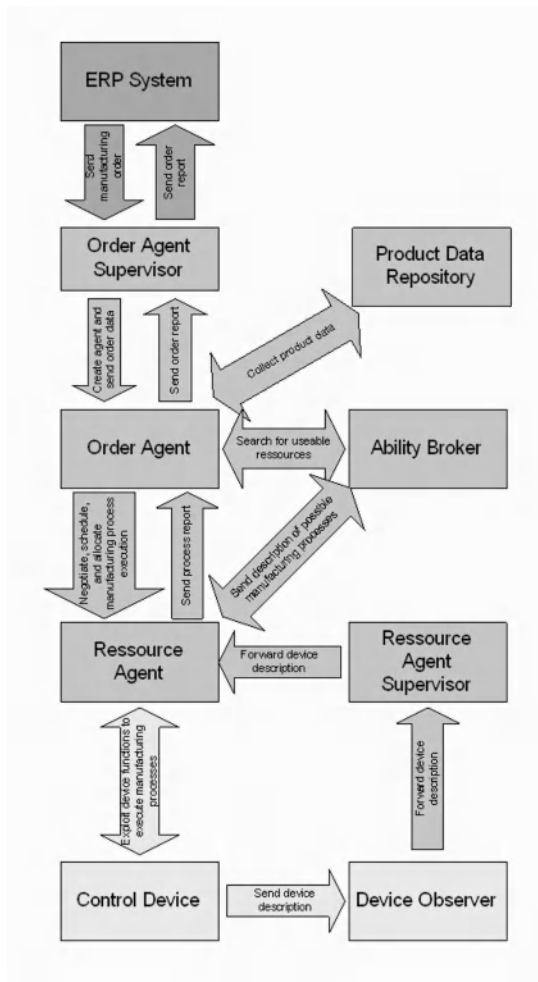 ERP System
Send
manufacturing
order
Send order
report
Order Agent
Supervisor
Product Data
Repository
Create agent and
send order data
Send order report
Collect product data
Order Agent
Search for useable
ressources
Ability Broker
Negotiate, schedule,
and allocate
manufacturing process
execution
Send process report
Send description of possible
manufacturing processes
Ressource
Agent
Forward device
description
Ressource
Agent
Supervisor
Exploit device functions to
execute manufacturing
processes
Forward device
description
Control Device
Send device
description
Device Observer